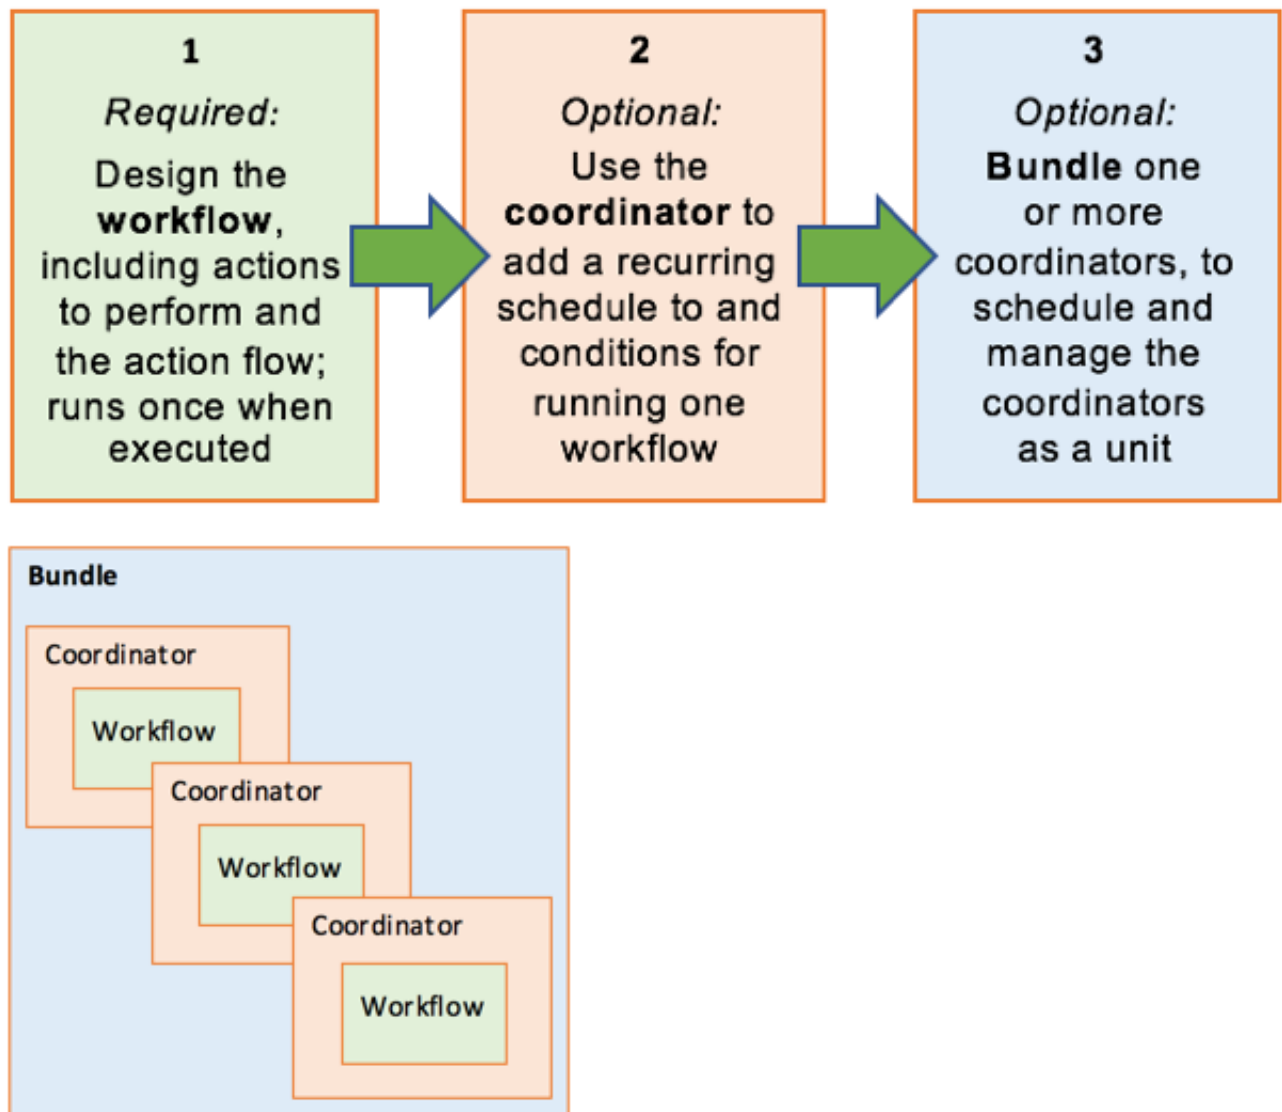 1
Required:
Design the
workflow,
including actions
to perform and
the action flow;
runs once when
executed
2
Optional:
Use the
coordinator to
add a recurring
schedule to and
conditions for
running one
workflow
3
Optional:
Bundle one
or more
coordinators, to
schedule and
manage the
coordinators
as a unit
Bundle
Coordinator
Workflow
Coordinator
Workflow
Coordinator
Workflow